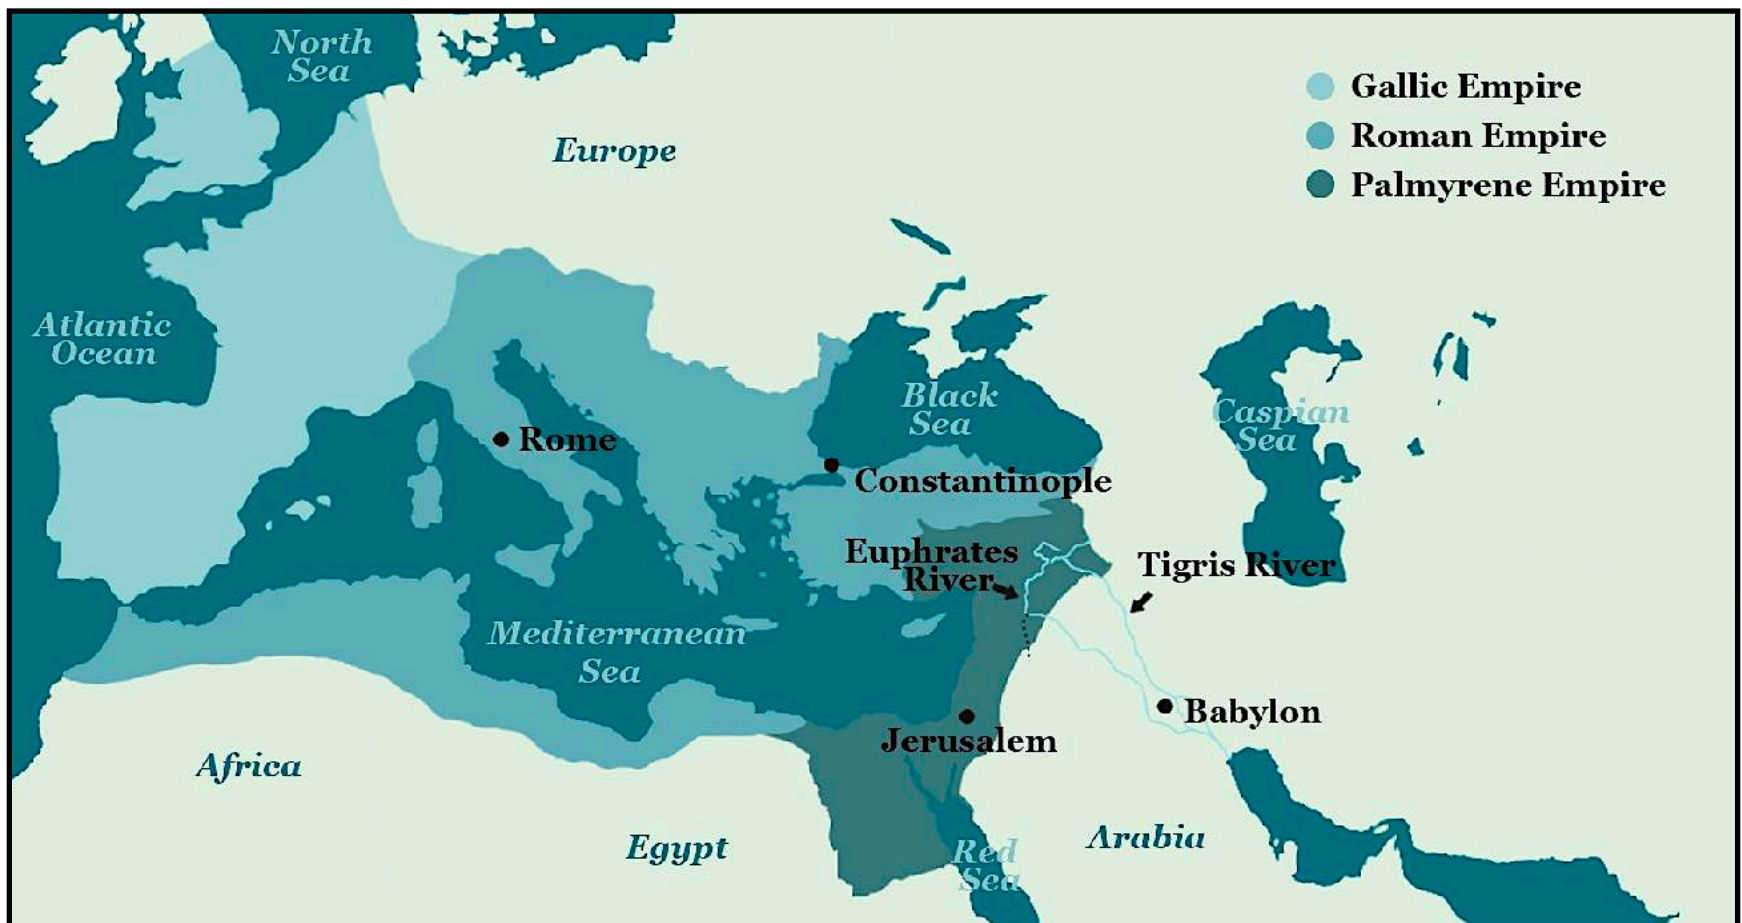 North
Sea
Gallic Empire
Roman Empire
Palmyrene Empire
Europe
Atlantic
Ocean
Black
Sea
Caspian
Sea
Rome
Constantinople
Euphrates
River
Tigris River
Mediterranean
Sea
Babylon
Jerusalem
Africa
Egypt
Arabia
Red
Sea